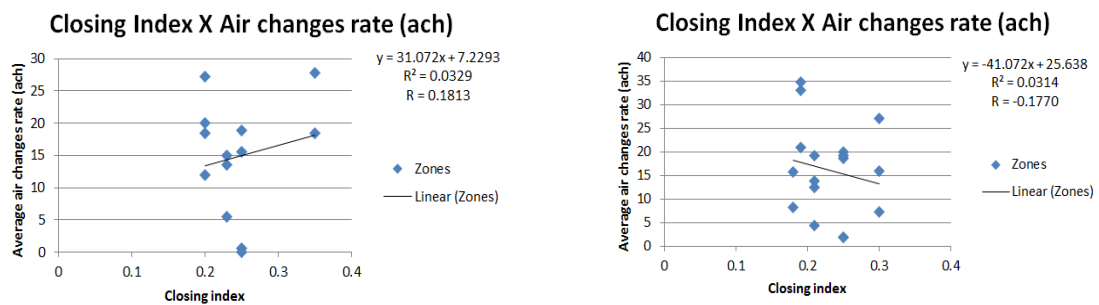 Closing Index X Air changes rate (ach)
y = 31.072x + 7.2293
R² = 0.0329
R = 0.1813
Average air changes rate (ach)
30
25
20
15
10
5
0
0
0.1
0.2
0.3
0.4
Closing index
Zones
Linear (Zones)
Closing Index X Air changes rate (ach)
y = -41.072x + 25.638
R² = 0.0314
R = -0.1770
Average air changes rate (ach)
40
35
30
25
20
15
10
5
0
0
0.1
0.2
0.3
0.4
Closing index
Zones
Linear (Zones)